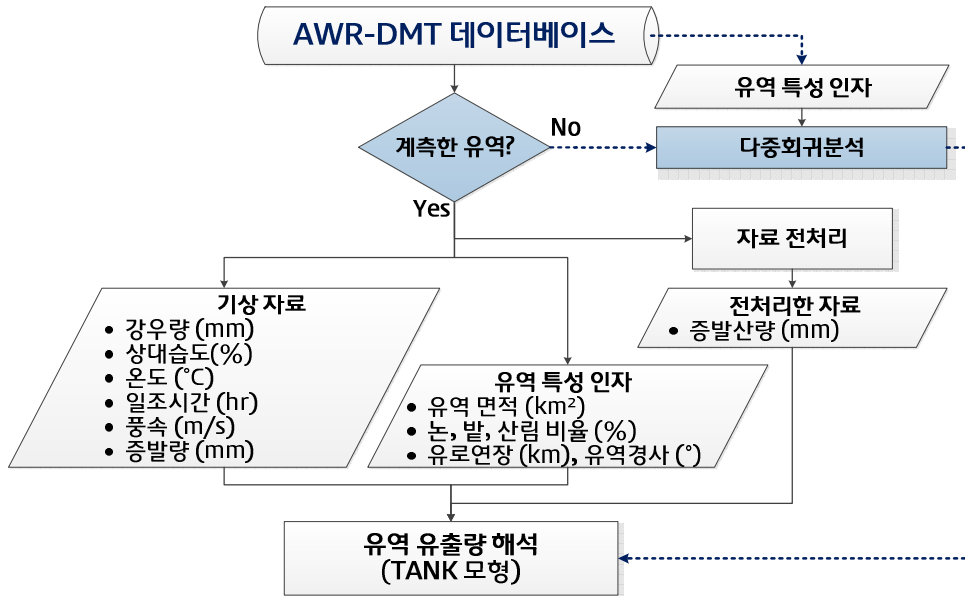 AWR-DMT 데이터베이스
유역 특성 인자
계측한 유역?
No
다중회귀분석
Yes
자료 전처리
기상 자료
• 강우량 (mm)
• 상대습도(%)
• 온도 (°C)
• 일조시간 (hr)
• 풍속 (m/s)
• 증발량 (mm)
전처리한 자료
• 증발산량 (mm)
유역 특성 인자
• 유역 면적 (km²)
• 논, 밭, 산림 비율 (%)
• 유로연장 (km), 유역경사 (°)
유역 유출량 해석
(TANK 모형)